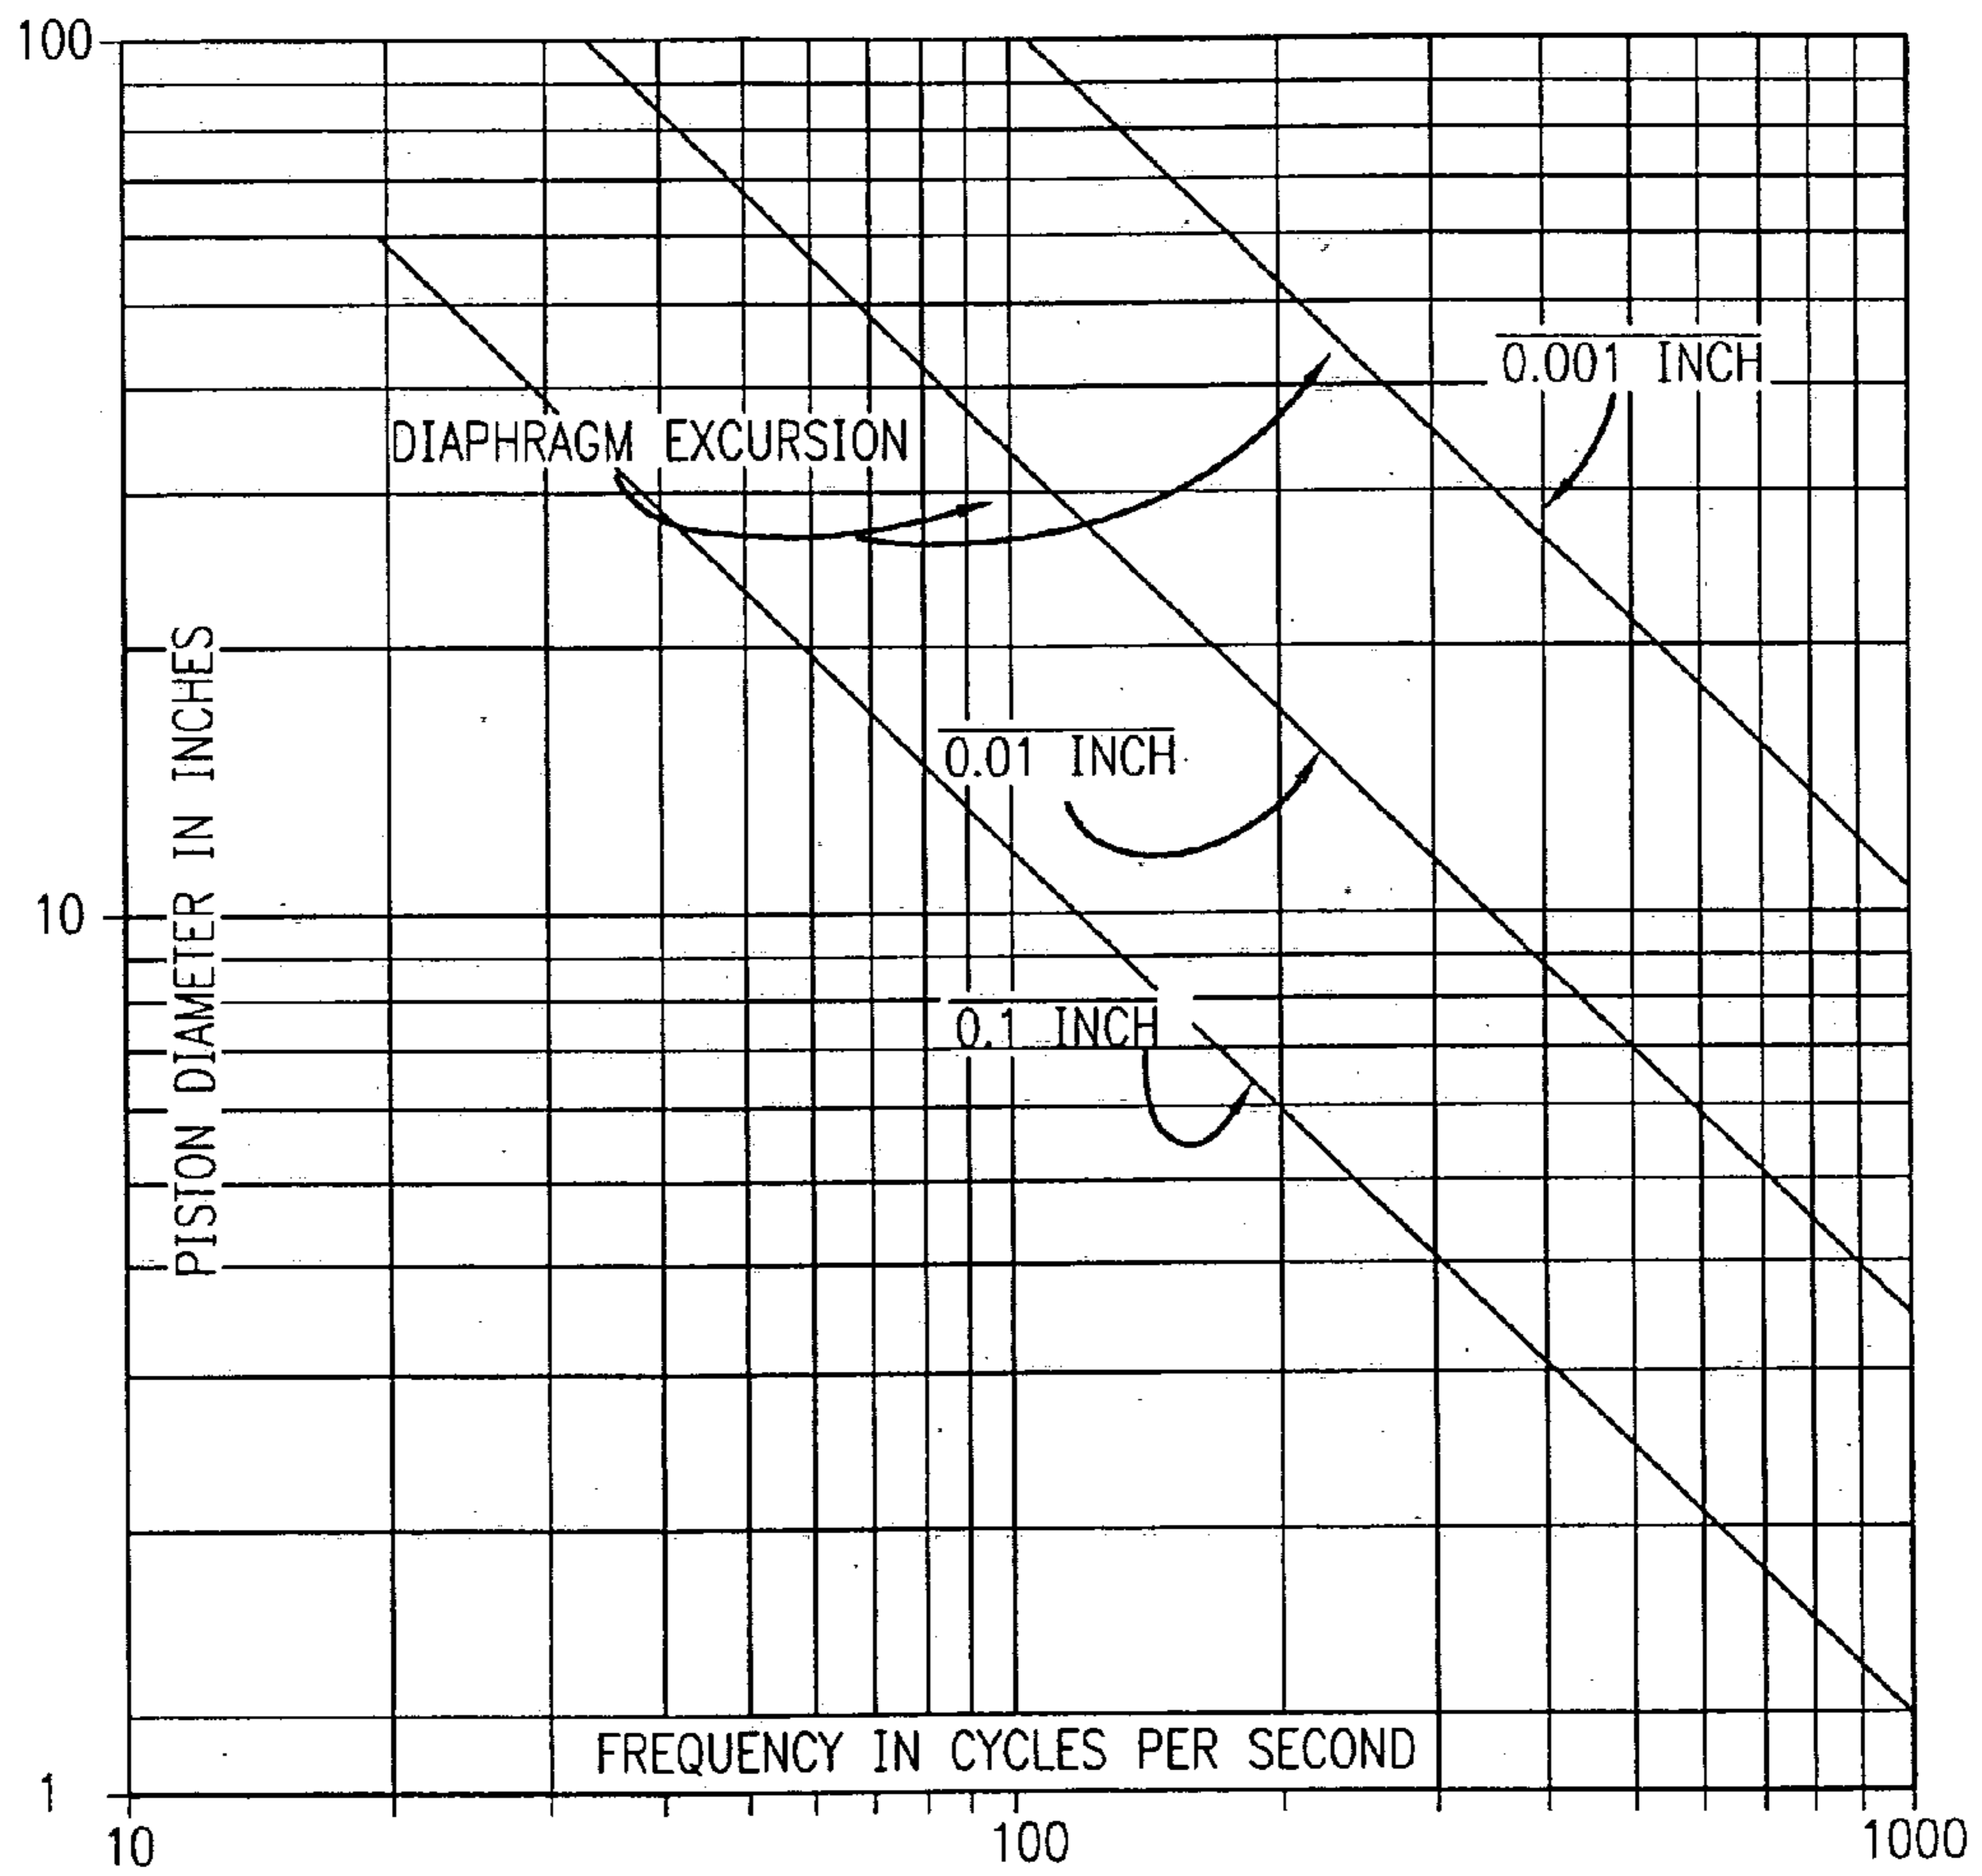 100
0.001 INCH
DIAPHRAGM EXCURSION
PISTON DIAMETER IN INCHES
0.01 INCH
10
0.1 INCH
FREQUENCY IN CYCLES PER SECOND
1
10
100
1000